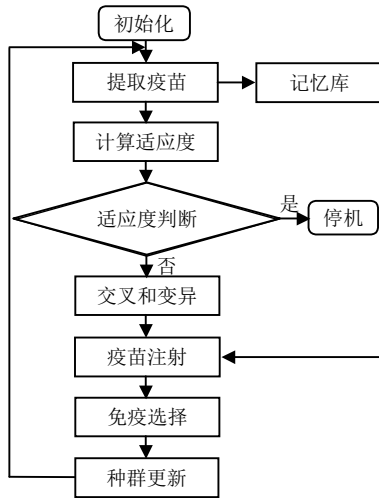 初始化
提取疫苗
记忆库
计算适应度
适应度判断
是
停机
否
交叉和变异
疫苗注射
免疫选择
种群更新